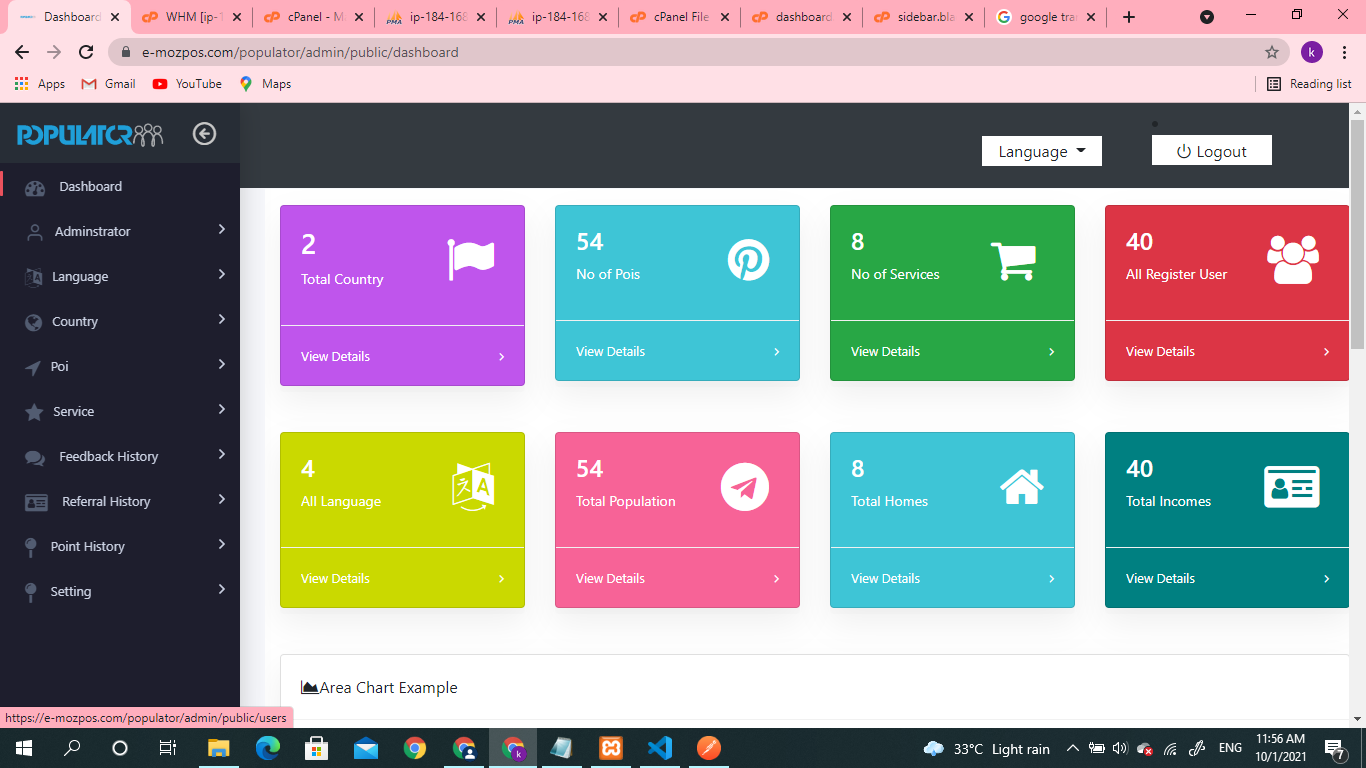 Dashboard
WHM [ip-1
cPanel - M
ip-184-168
ip-184-168
cPanel File
dashboard
sidebar.bla
google tra
e-mozpos.com/populator/admin/public/dashboard
k
Apps
Gmail
YouTube
Maps
Reading list
POPULATOR
Language
Logout
Dashboard
Adminstrator
Language
Country
Poi
Service
Feedback History
Referral History
Point History
Setting
2
Total Country
View Details
54
No of Pois
View Details
8
No of Services
View Details
40
All Register User
View Details
4
All Language
View Details
54
Total Population
View Details
8
Total Homes
View Details
40
Total Incomes
View Details
Area Chart Example
https://e-mozpos.com/populator/admin/public/users
33°C Light rain
ENG
11:56 AM
10/1/2021
7